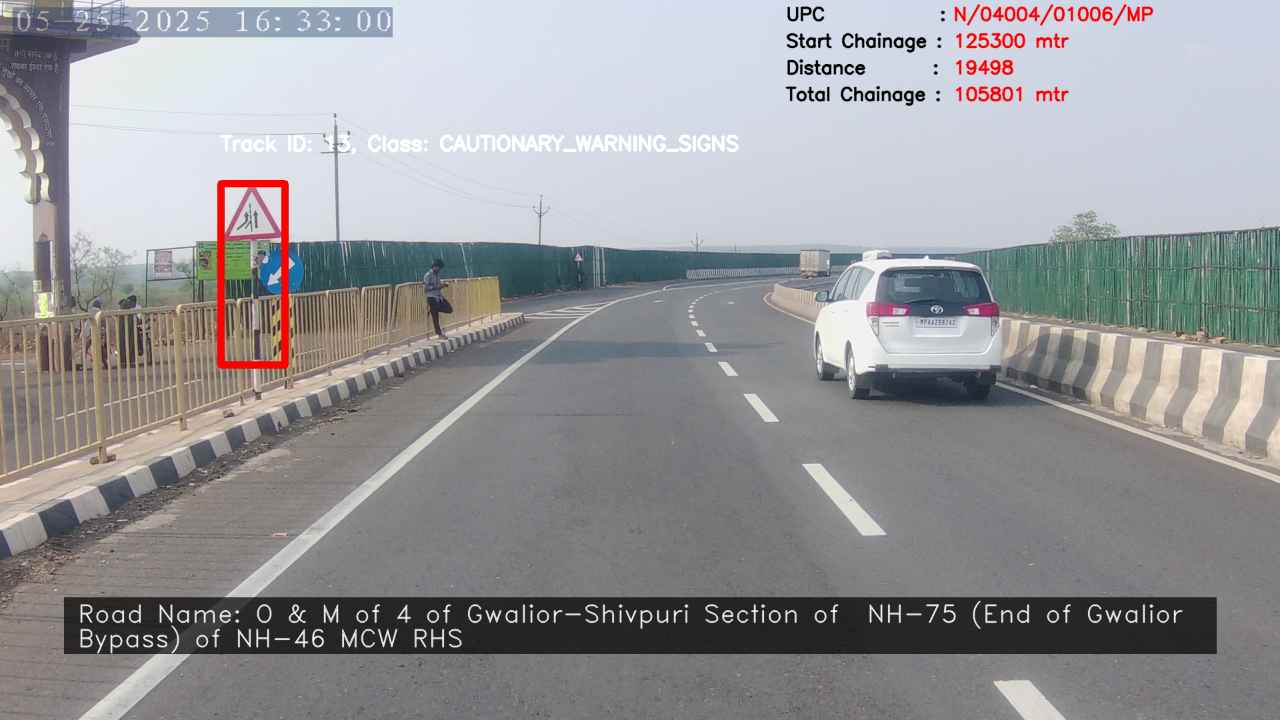 05-25-2025 16:33:00
UPC : N/04004/01006/MP
Start Chainage : 125300 mtr
Distance : 19498
Total Chainage : 105801 mtr
Track ID: 13, Class: CAUTIONARY_WARNING_SIGNS
Road Name: O & M of 4 of Gwalior-Shivpuri Section of NH-75 (End of Gwalior
Bypass) of NH-46 MCW RHS